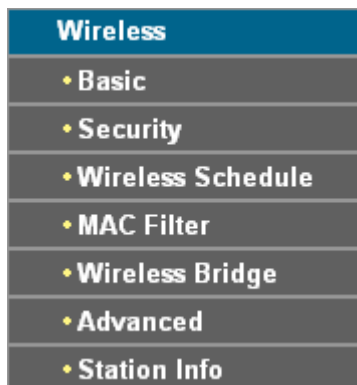 Wireless
• Basic
• Security
• Wireless Schedule
• MAC Filter
• Wireless Bridge
• Advanced
• Station Info